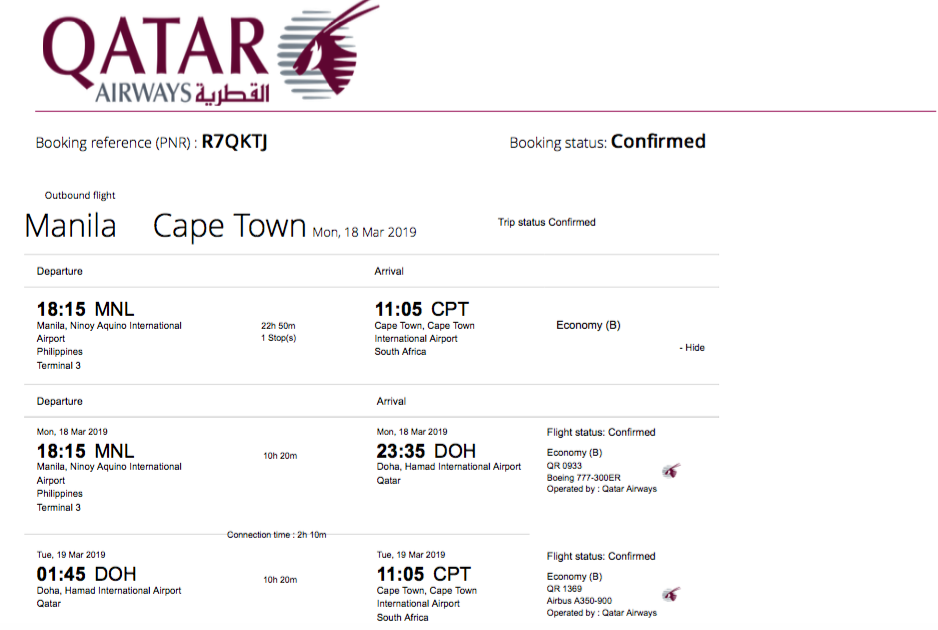 QATAR
AIRWAYS القطرية
Booking reference (PNR) : R7QKTJ
Booking status: Confirmed
Outbound flight
Manila Cape Town Mon, 18 Mar 2019
Trip status Confirmed
Departure Arrival
18:15 MNL
Manila, Ninoy Aquino International
Airport
Philippines
Terminal 3
22h 50m
1 Stop(s)
11:05 CPT
Cape Town, Cape Town
International Airport
South Africa
Economy (B)
- Hide
Departure Arrival
Mon, 18 Mar 2019
18:15 MNL
Manila, Ninoy Aquino International
Airport
Philippines
Terminal 3
10h 20m
Mon, 18 Mar 2019
23:35 DOH
Doha, Hamad International Airport
Qatar
Flight status: Confirmed
Economy (B)
QR 0933
Boeing 777-300ER
Operated by : Qatar Airways
Connection time : 2h 10m
Tue, 19 Mar 2019
01:45 DOH
Doha, Hamad International Airport
Qatar
10h 20m
Tue, 19 Mar 2019
11:05 CPT
Cape Town, Cape Town
International Airport
South Africa
Flight status: Confirmed
Economy (B)
QR 1369
Airbus A350-900
Operated by : Qatar Airways